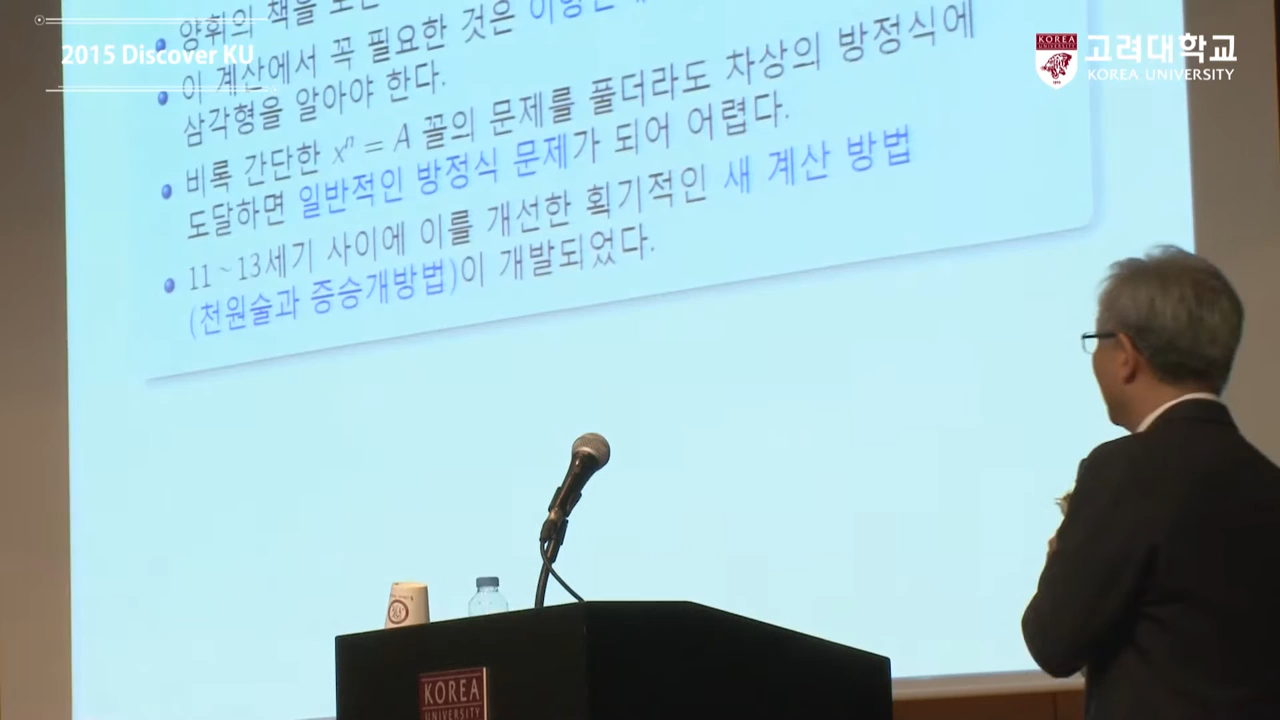 2015 Discover KU
KOREA
UNIVERSITY
고려대학교
KOREA UNIVERSITY
양휘의 책을
이 계산에서 꼭 필요한 것은
삼각형을 알아야 한다.
비록 간단한 xⁿ = A 꼴의 문제를 풀더라도 차상의 방정식에
도달하면 일반적인 방정식 문제가 되어 어렵다.
11~13세기 사이에 이를 개선한 획기적인 새 계산 방법
(천원술과 증승개방법)이 개발되었다.
KOREA
UNIVERSITY